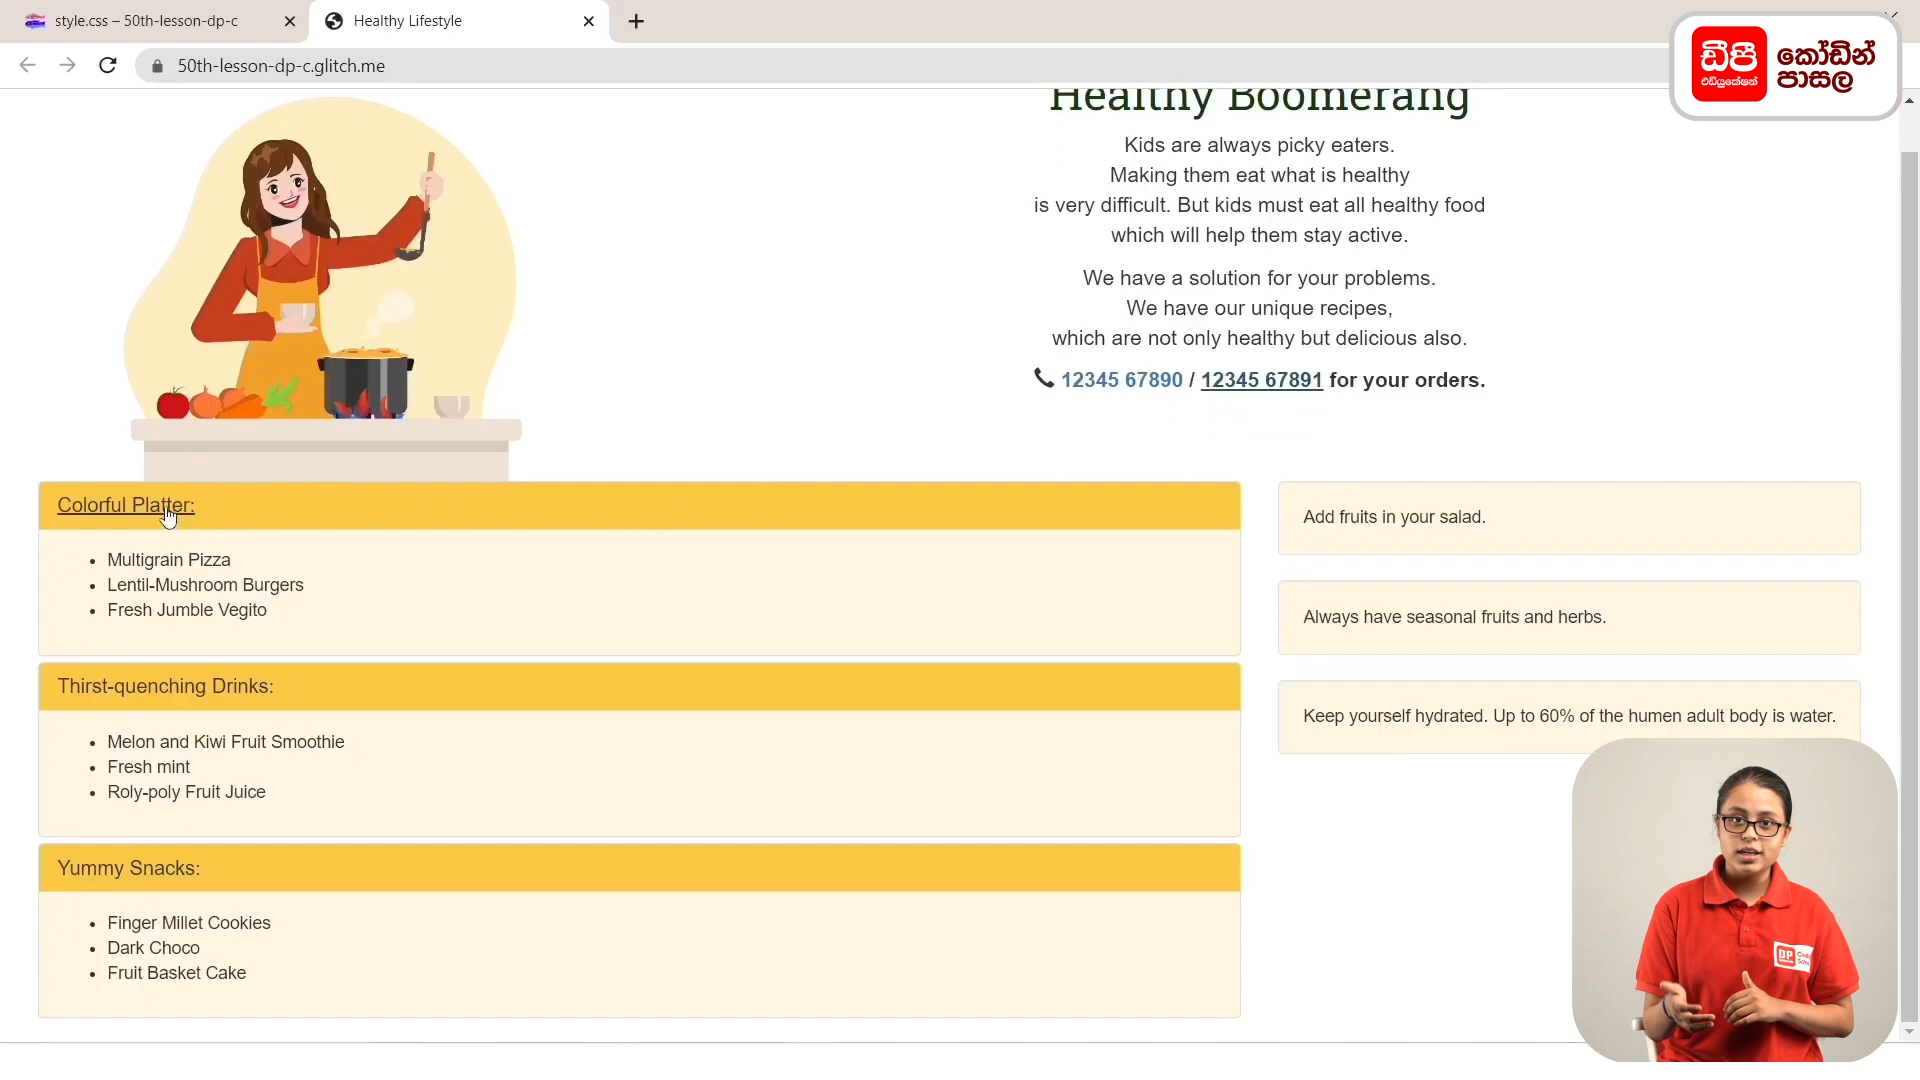 style.css – 50th-lesson-dp-c
Healthy Lifestyle
50th-lesson-dp-c.glitch.me
ඩීපී
එඩියුකේෂන්
කෝඩින්
පාසල
Healthy Boomerang
Kids are always picky eaters.
Making them eat what is healthy
is very difficult. But kids must eat all healthy food
which will help them stay active.
We have a solution for your problems.
We have our unique recipes,
which are not only healthy but delicious also.
12345 67890 / 12345 67891 for your orders.
Colorful Platter:
Multigrain Pizza
Lentil-Mushroom Burgers
Fresh Jumble Vegito
Thirst-quenching Drinks:
Melon and Kiwi Fruit Smoothie
Fresh mint
Roly-poly Fruit Juice
Yummy Snacks:
Finger Millet Cookies
Dark Choco
Fruit Basket Cake
Add fruits in your salad.
Always have seasonal fruits and herbs.
Keep yourself hydrated. Up to 60% of the humen adult body is water.
DP